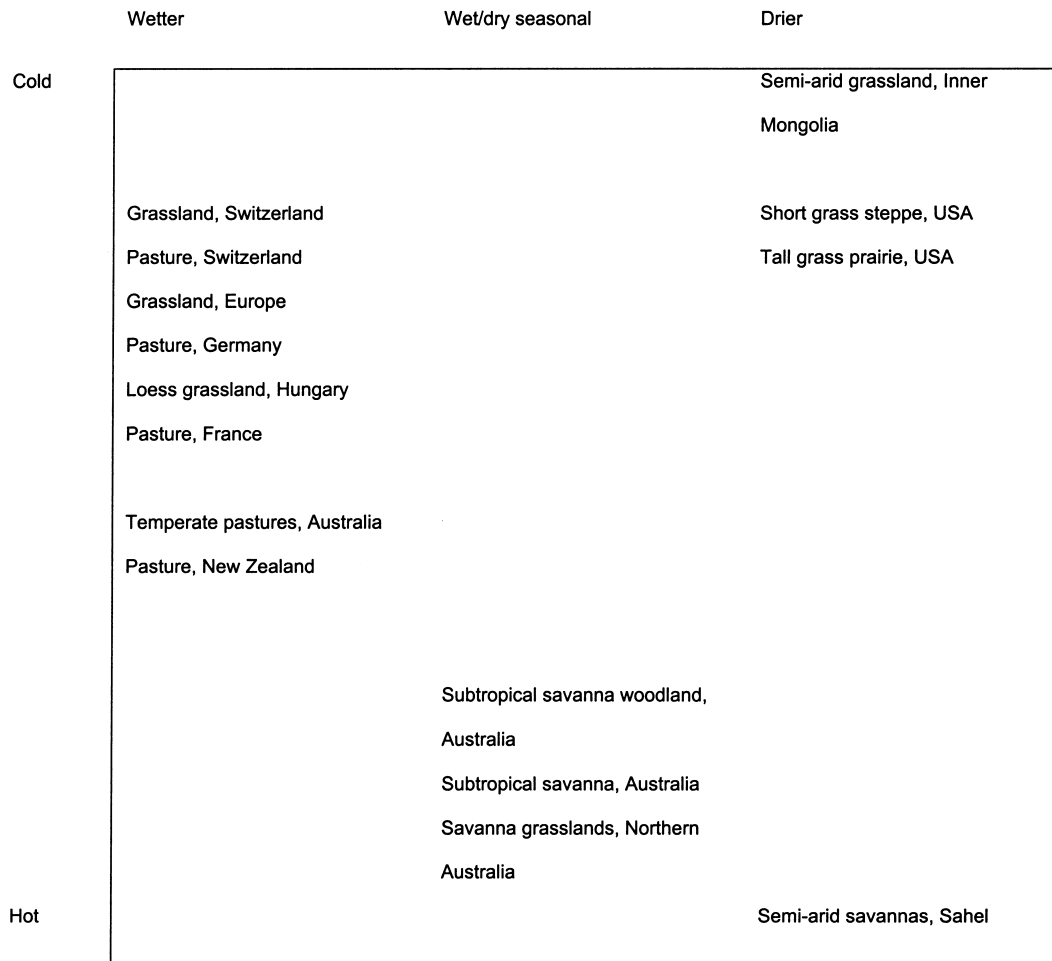 Wetter Wet/dry seasonal Drier
Cold Semi-arid grassland, Inner
Mongolia
Grassland, Switzerland Short grass steppe, USA
Pasture, Switzerland Tall grass prairie, USA
Grassland, Europe
Pasture, Germany
Loess grassland, Hungary
Pasture, France
Temperate pastures, Australia
Pasture, New Zealand
Subtropical savanna woodland,
Australia
Subtropical savanna, Australia
Savanna grasslands, Northern
Australia
Hot Semi-arid savannas, Sahel